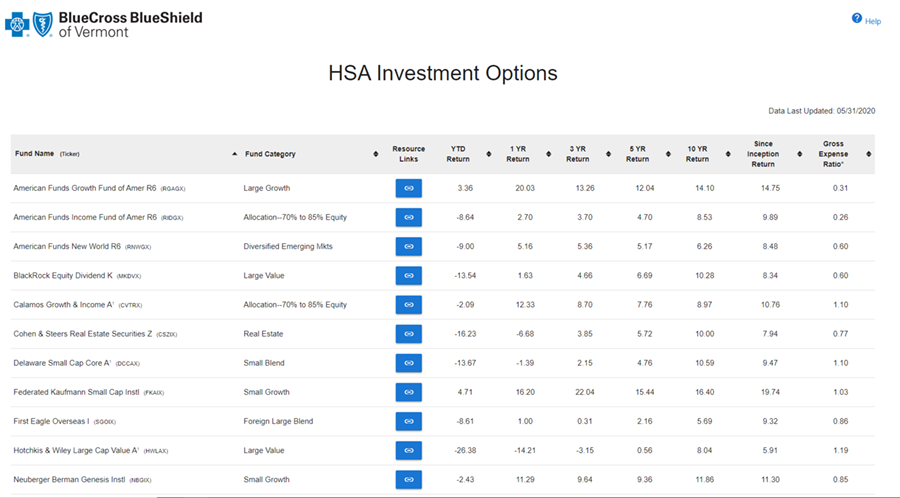 BlueCross BlueShield
of Vermont
Help
HSA Investment Options
Data Last Updated: 05/31/2020
Fund Name (Ticker) Fund Category Resource Links YTD Return 1 YR Return 3 YR Return 5 YR Return 10 YR Return Since Inception Return Gross Expense Ratio*
American Funds Growth Fund of Amer R6 (RGAGX) Large Growth 3.36 20.03 13.26 12.04 14.10 14.75 0.31
American Funds Income Fund of Amer R6 (RIDGX) Allocation--70% to 85% Equity -8.64 2.70 3.70 4.70 8.53 9.89 0.26
American Funds New World R6 (RNWGX) Diversified Emerging Mkts -9.00 5.16 5.36 5.17 6.26 8.48 0.60
BlackRock Equity Dividend K (MKDVX) Large Value -13.54 1.63 4.66 6.69 10.28 8.34 0.60
Calamos Growth & Income A¹ (CVTRX) Allocation--70% to 85% Equity -2.09 12.33 8.70 7.76 8.97 10.76 1.10
Cohen & Steers Real Estate Securities Z (CSZIX) Real Estate -16.23 -6.68 3.85 5.72 10.00 7.94 0.77
Delaware Small Cap Core A¹ (DCCAX) Small Blend -13.67 -1.39 2.15 4.76 10.59 9.47 1.10
Federated Kaufmann Small Cap Instl (FKAIX) Small Growth 4.71 16.20 22.04 15.44 16.40 19.74 1.03
First Eagle Overseas I (SGOIX) Foreign Large Blend -8.61 1.00 0.31 2.16 5.69 9.32 0.86
Hotchkis & Wiley Large Cap Value A¹ (HWLAX) Large Value -26.38 -14.21 -3.15 0.56 8.04 5.91 1.19
Neuberger Berman Genesis Instl (NBGIX) Small Growth -2.43 11.29 9.64 9.36 11.86 11.30 0.85